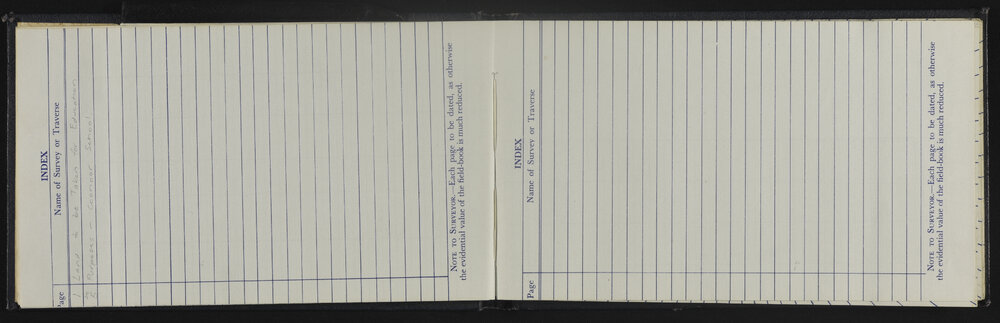 INDEX
Page Name of Survey or Traverse
1 Land to be Taken for Education
Purposes -
School
NOTE TO SURVEYOR.—Each page to be dated, as otherwise
the evidential value of the field-book is much reduced.
INDEX
Page Name of Survey or Traverse
NOTE TO SURVEYOR.—Each page to be dated, as otherwise
the evidential value of the field-book is much reduced.